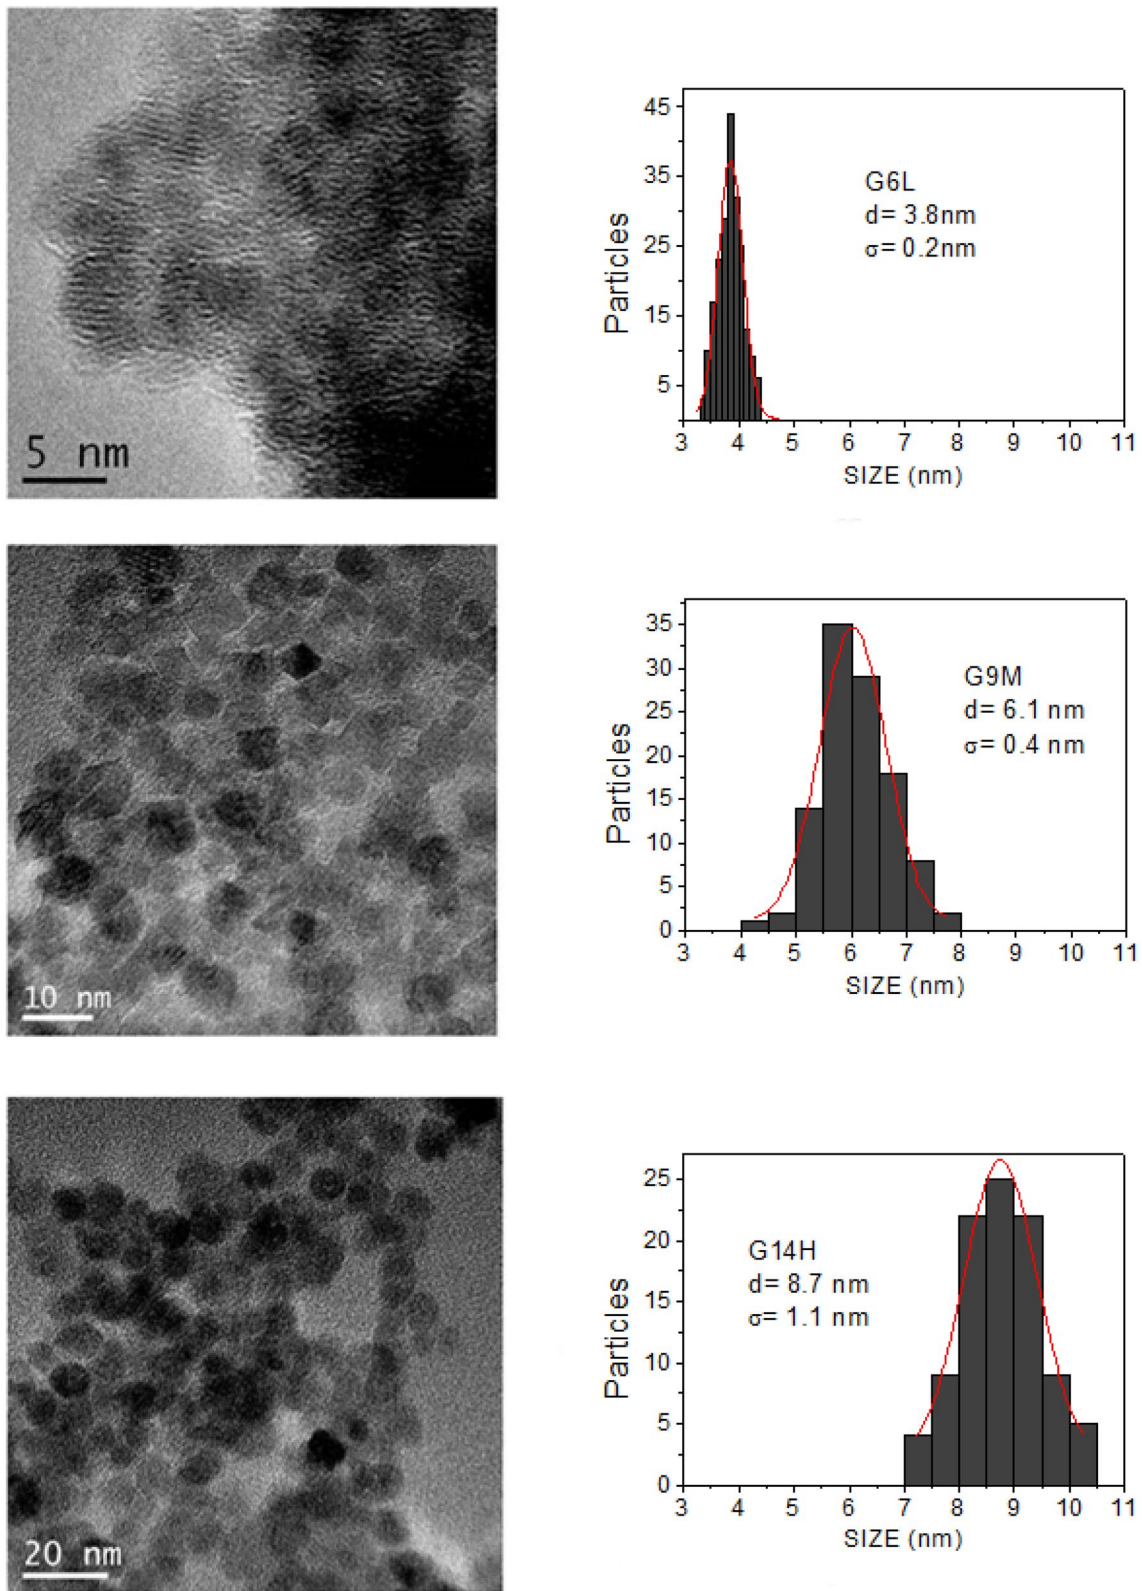 5 nm
45
35
25
15
5
Particles
G6L
d= 3.8nm
σ= 0.2nm
3 4 5 6 7 8 9 10 11
SIZE (nm)
10 nm
35
30
25
20
15
10
5
0
Particles
G9M
d= 6.1 nm
σ= 0.4 nm
3 4 5 6 7 8 9 10 11
SIZE (nm)
20 nm
25
20
15
10
5
0
Particles
G14H
d= 8.7 nm
σ= 1.1 nm
3 4 5 6 7 8 9 10 11
SIZE (nm)